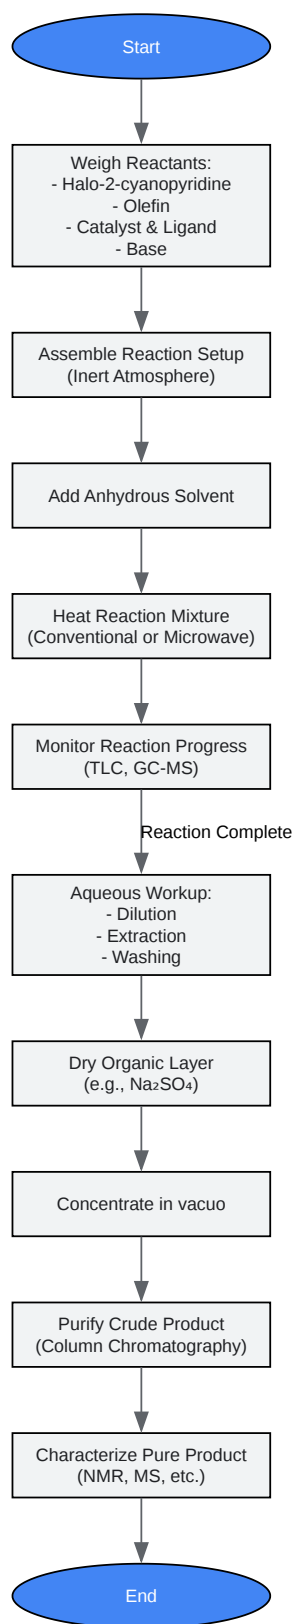 Start
Weigh Reactants:
- Halo-2-cyanopyridine
- Olefin
- Catalyst & Ligand
- Base
Assemble Reaction Setup
(Inert Atmosphere)
Add Anhydrous Solvent
Heat Reaction Mixture
(Conventional or Microwave)
Monitor Reaction Progress
(TLC, GC-MS)
Reaction Complete
Aqueous Workup:
- Dilution
- Extraction
- Washing
Dry Organic Layer
(e.g., Na₂SO₄)
Concentrate in vacuo
Purify Crude Product
(Column Chromatography)
Characterize Pure Product
(NMR, MS, etc.)
End